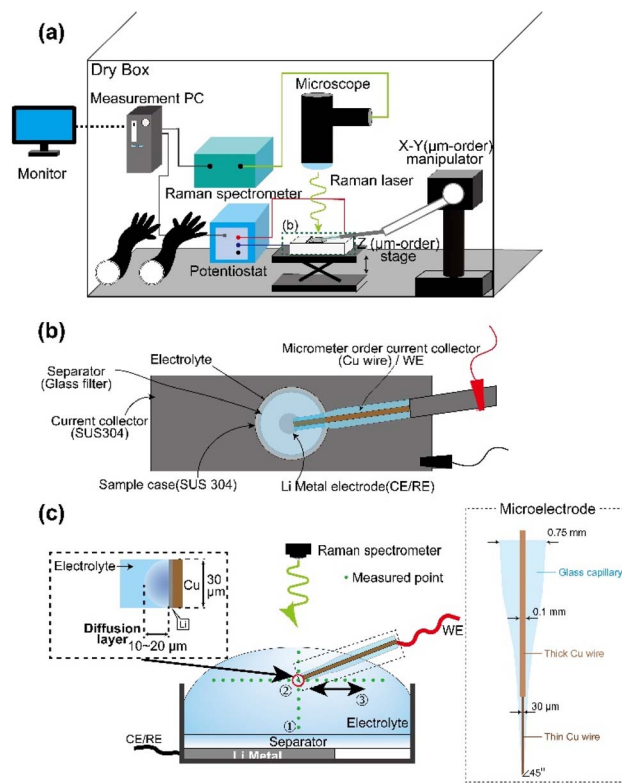 (a)
Dry Box
Measurement PC
Microscope
X-Y(µm-order)
manipulator
Monitor
Raman spectrometer
Raman laser
(b)
Z (µm-order)
stage
Potentiostat
(b)
Electrolyte
Micrometer order current collector
(Cu wire) / WE
Separator
(Glass filter)
Current collector
(SUS304)
Sample case(SUS 304)
Li Metal electrode(CE/RE)
(c)
Electrolyte
Cu
30
µm
Li
Diffusion
layer
10~20 µm
Raman spectrometer
Measured point
WE
②
③
①
Electrolyte
CE/RE
Separator
Li Metal
Microelectrode
0.75 mm
Glass capillary
0.1 mm
Thick Cu wire
30 µm
Thin Cu wire
45°